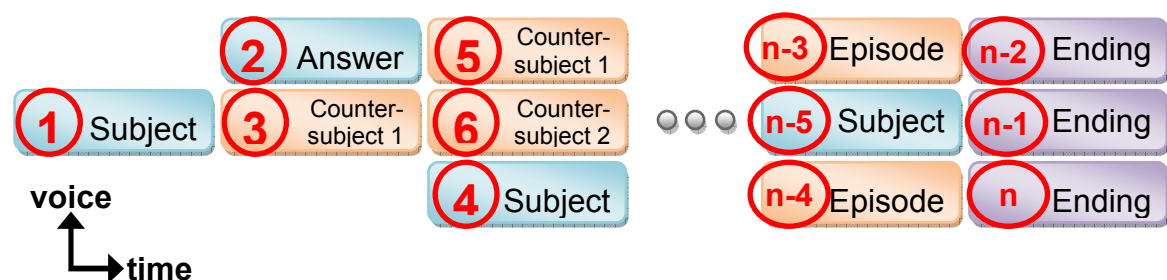 2 Answer
5 Counter-
subject 1
n-3 Episode
n-2 Ending
1 Subject
3 Counter-
subject 1
6 Counter-
subject 2
n-5 Subject
n-1 Ending
4 Subject
n-4 Episode
n Ending
voice
time